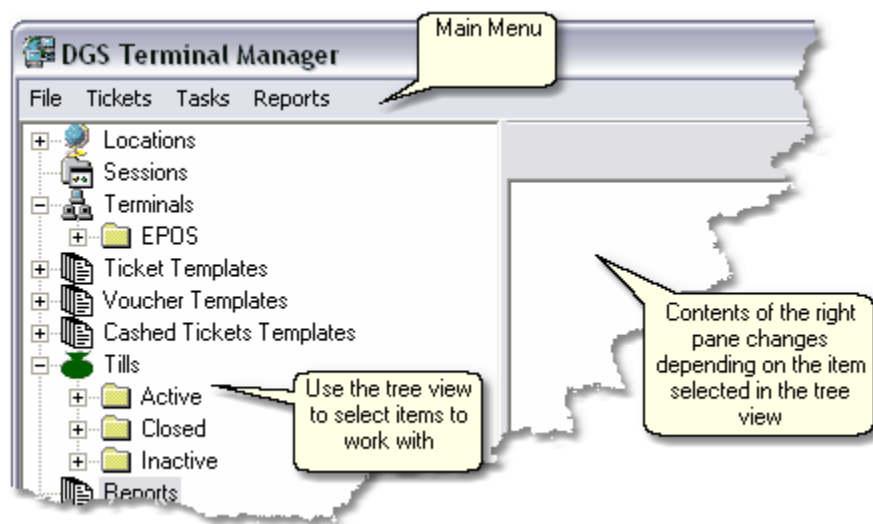 DGS Terminal Manager
Main Menu
File Tickets Tasks Reports
Locations
Sessions
Terminals
EPOS
Ticket Templates
Voucher Templates
Cashed Tickets Templates
Tills
Active
Closed
Inactive
Reports
Use the tree view
to select items to
work with
Contents of the right
pane changes
depending on the item
selected in the tree
view